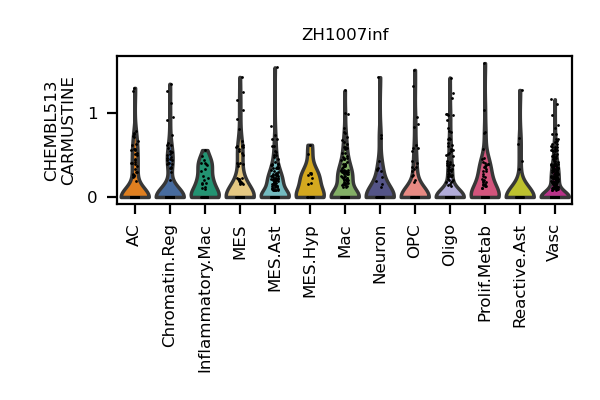 ZH1007inf
CHEMBL513
CARMUSTINE
1
0
AC
Chromatin.Reg
Inflammatory.Mac
MES
MES.Ast
MES.Hyp
Mac
Neuron
OPC
Oligo
Prolif.Metab
Reactive.Ast
Vasc